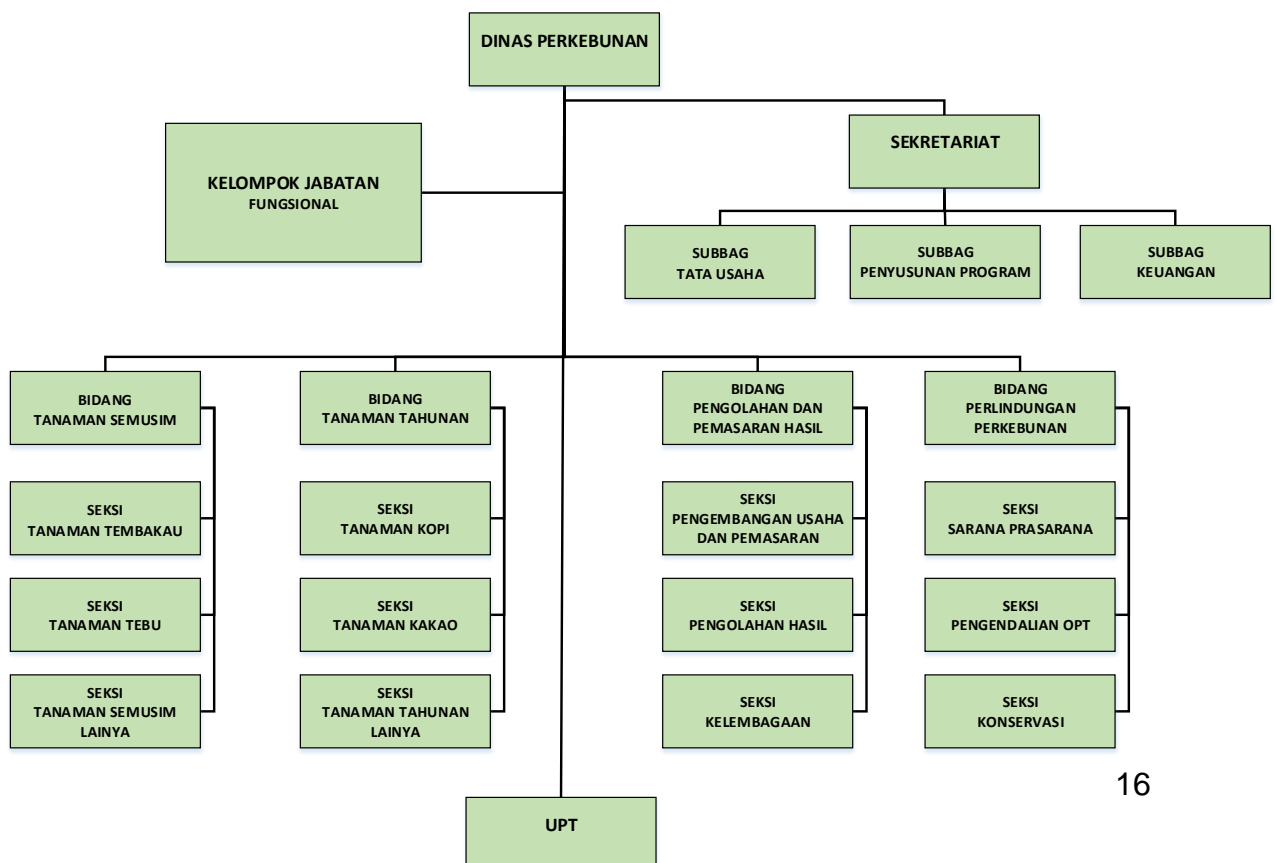 DINAS PERKEBUNAN
SEKRETARIAT
KELOMPOK JABATAN
FUNGSIONAL
SUBBAG
TATA USAHA
SUBBAG
PENYUSUNAN PROGRAM
SUBBAG
KEUANGAN
BIDANG
TANAMAN SEMUSIM
SEKSI
TANAMAN TEMBAKAU
SEKSI
TANAMAN TEBU
SEKSI
TANAMAN SEMUSIM
LAINYA
BIDANG
TANAMAN TAHUNAN
SEKSI
TANAMAN KOPI
SEKSI
TANAMAN KAKAO
SEKSI
TANAMAN TAHUNAN
LAINYA
BIDANG
PENGOLAHAN DAN
PEMASARAN HASIL
SEKSI
PENGEMBANGAN USAHA
DAN PEMASARAN
SEKSI
PENGOLAHAN HASIL
SEKSI
KELEMBAGAAN
BIDANG
PERLINDUNGAN
PERKEBUNAN
SEKSI
SARANA PRASARANA
SEKSI
PENGENDALIAN OPT
SEKSI
KONSERVASI
UPT
16